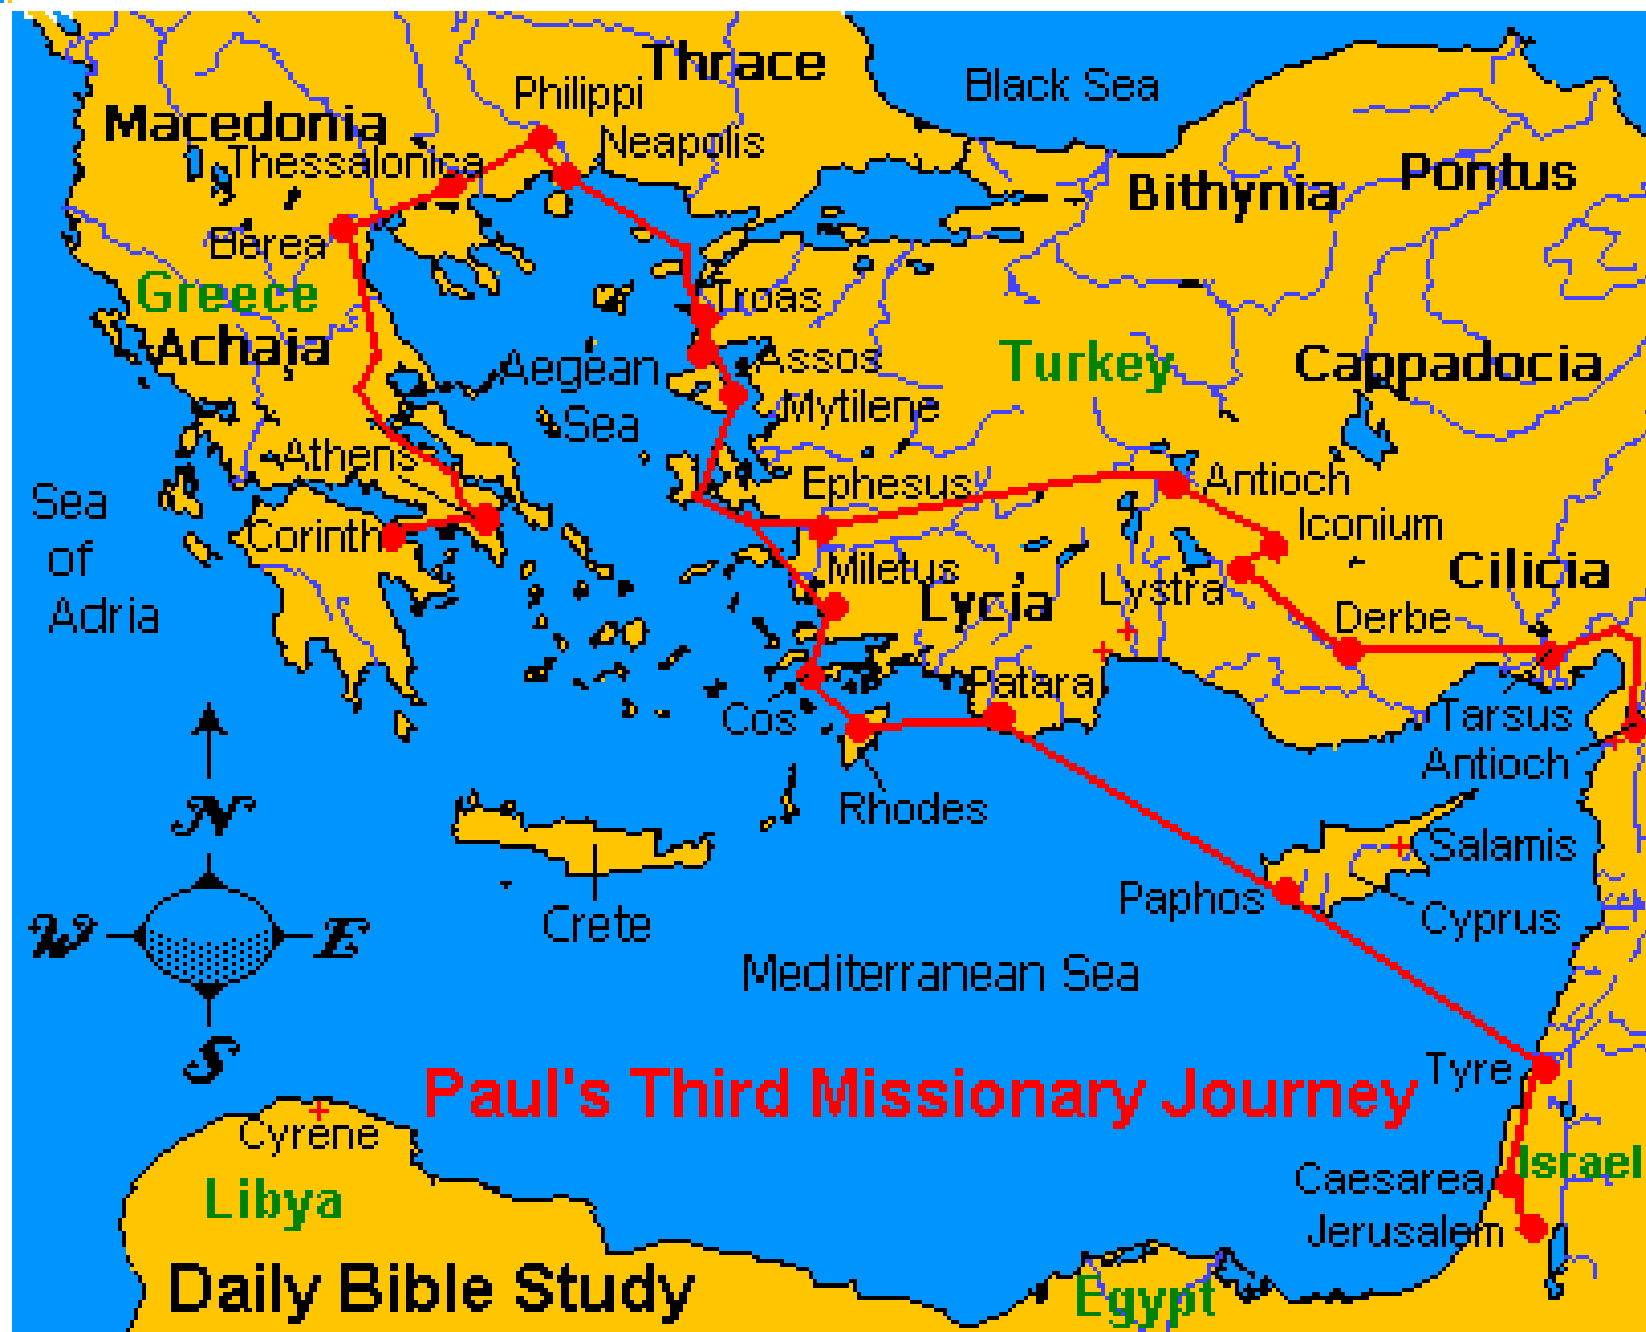 Thrace
Black Sea
Philippi
Macedonia
Neapolis
Thessalonica
Pontus
Bithynia
Berea
Greece
Troas
Achaia
Assos
Turkey
Cappadocia
Aegean
Sea
Mytilene
Athens
Ephesus
Antioch
Sea
of
Adria
Corinth
Iconium
Miletus
Cilicia
Lycia
Lystra
Derbe
Patara
Cos
Tarsus
Antioch
Rhodes
N
Salamis
Paphos
Cyprus
Crete
W
E
Mediterranean Sea
S
Tyre
Paul's Third Missionary Journey
Cyrene
Israel
Caesarea
Libya
Jerusalem
Daily Bible Study
Egypt